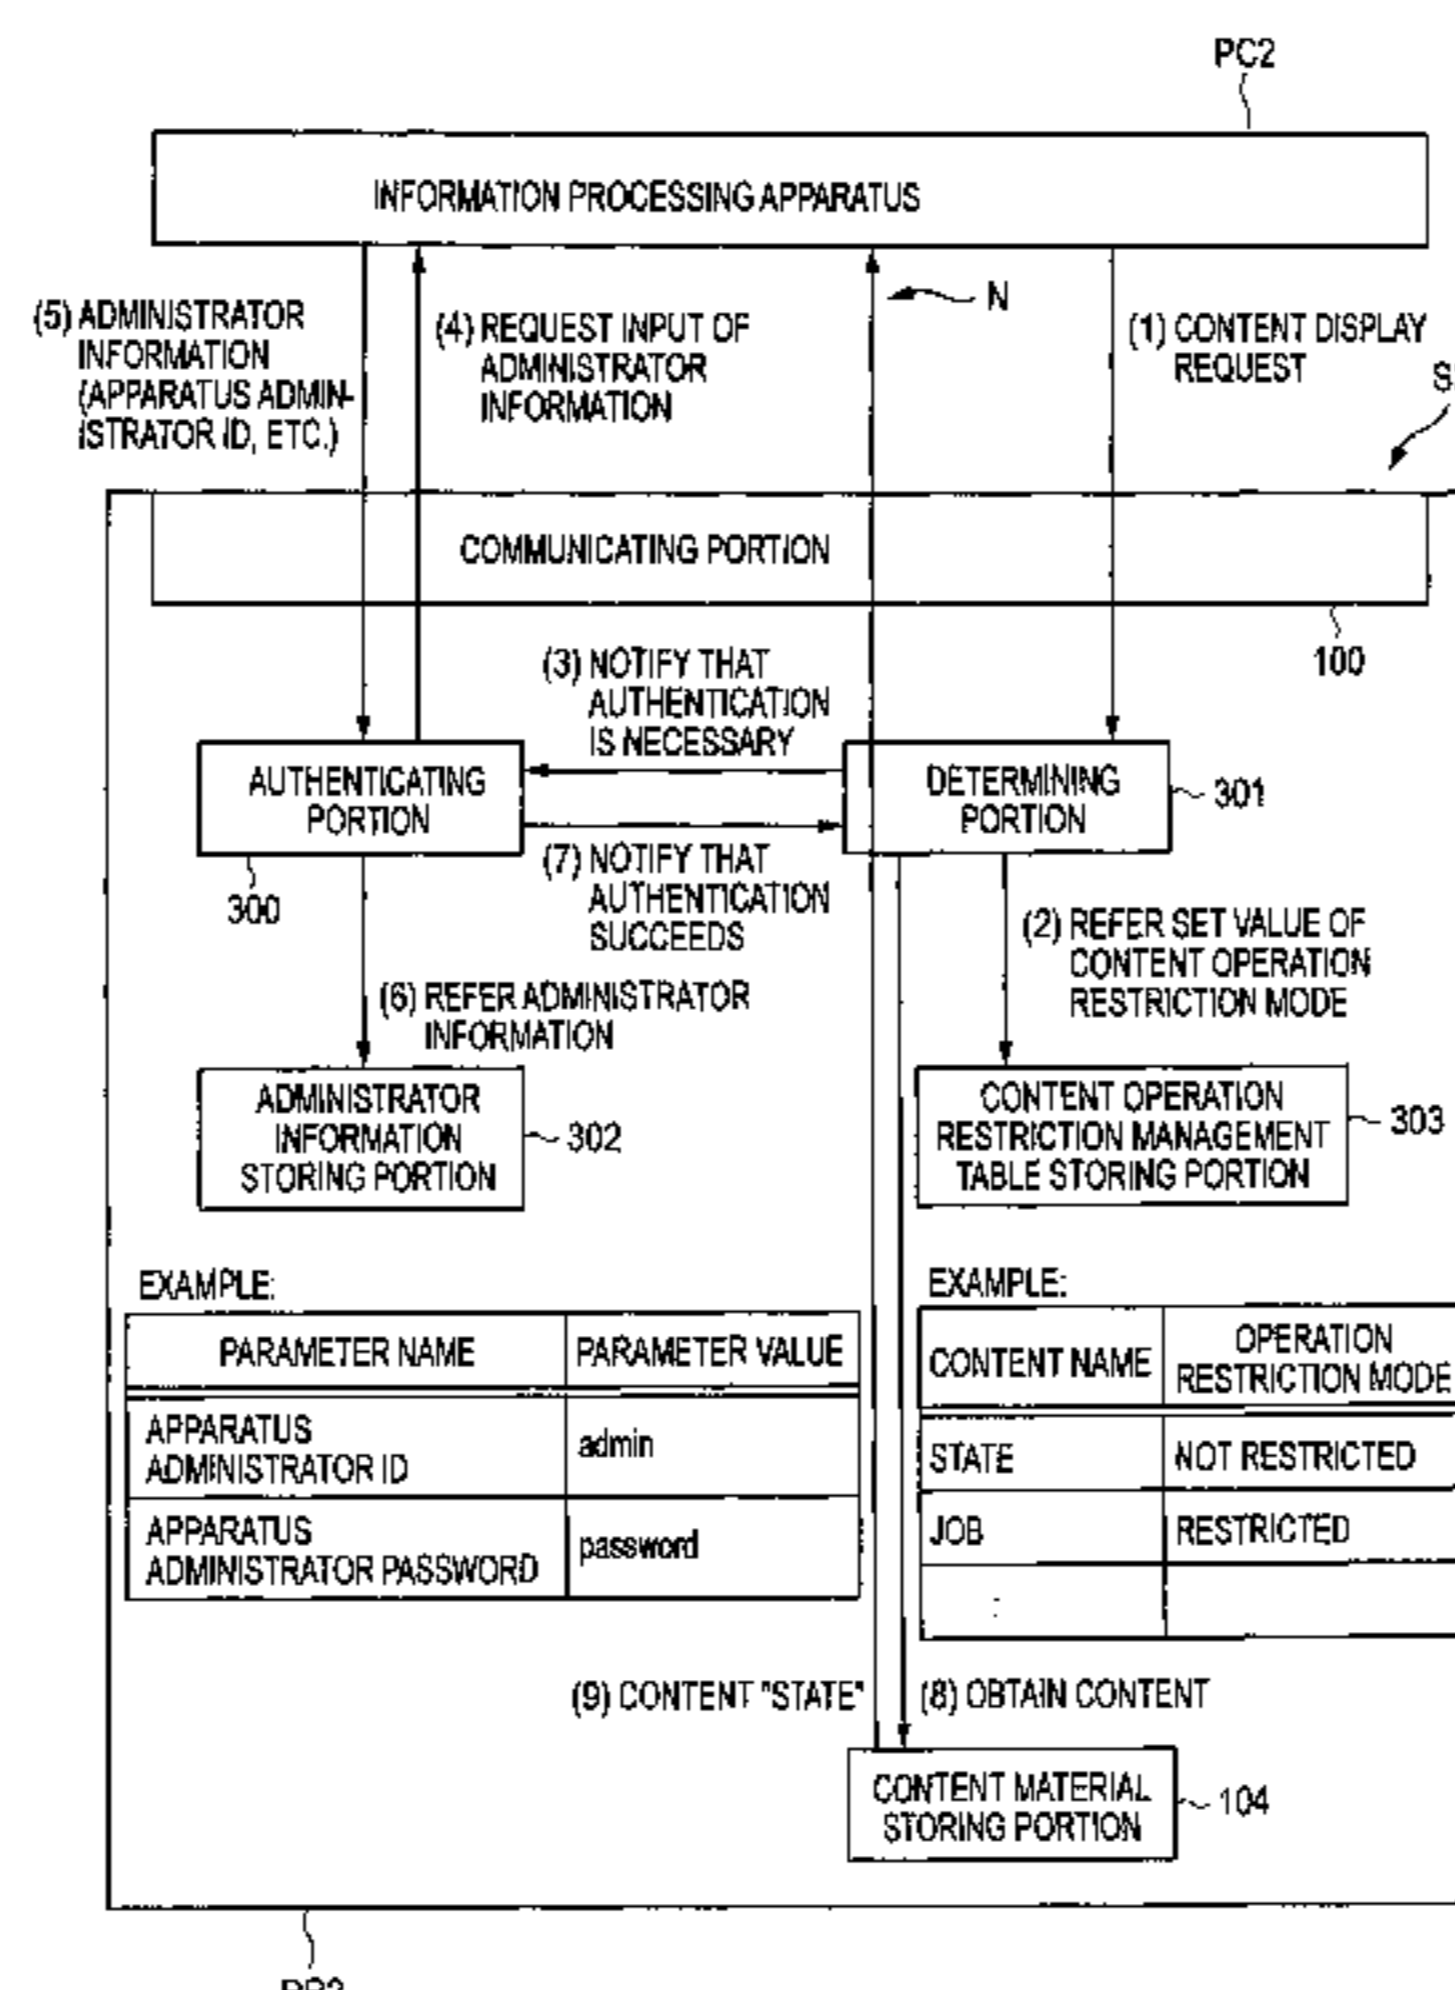 PC2
INFORMATION PROCESSING APPARATUS
N
(5) ADMINISTRATOR
INFORMATION
(APPARATUS ADMIN-
ISTRATOR ID, ETC.)
(4) REQUEST INPUT OF
ADMINISTRATOR
INFORMATION
(1) CONTENT DISPLAY
REQUEST
COMMUNICATING PORTION
100
(3) NOTIFY THAT
AUTHENTICATION
IS NECESSARY
AUTHENTICATING
PORTION
300
DETERMINING
PORTION
301
(7) NOTIFY THAT
AUTHENTICATION
SUCCEEDS
(2) REFER SET VALUE OF
CONTENT OPERATION
RESTRICTION MODE
(6) REFER ADMINISTRATOR
INFORMATION
ADMINISTRATOR
INFORMATION
STORING PORTION
302
CONTENT OPERATION
RESTRICTION MANAGEMENT
TABLE STORING PORTION
303
EXAMPLE:
PARAMETER NAME
PARAMETER VALUE
APPARATUS
ADMINISTRATOR ID
admin
APPARATUS
ADMINISTRATOR PASSWORD
password
EXAMPLE:
CONTENT NAME
OPERATION
RESTRICTION MODE
STATE
NOT RESTRICTED
JOB
RESTRICTED
:
(9) CONTENT "STATE"
(8) OBTAIN CONTENT
CONTENT MATERIAL
STORING PORTION
104